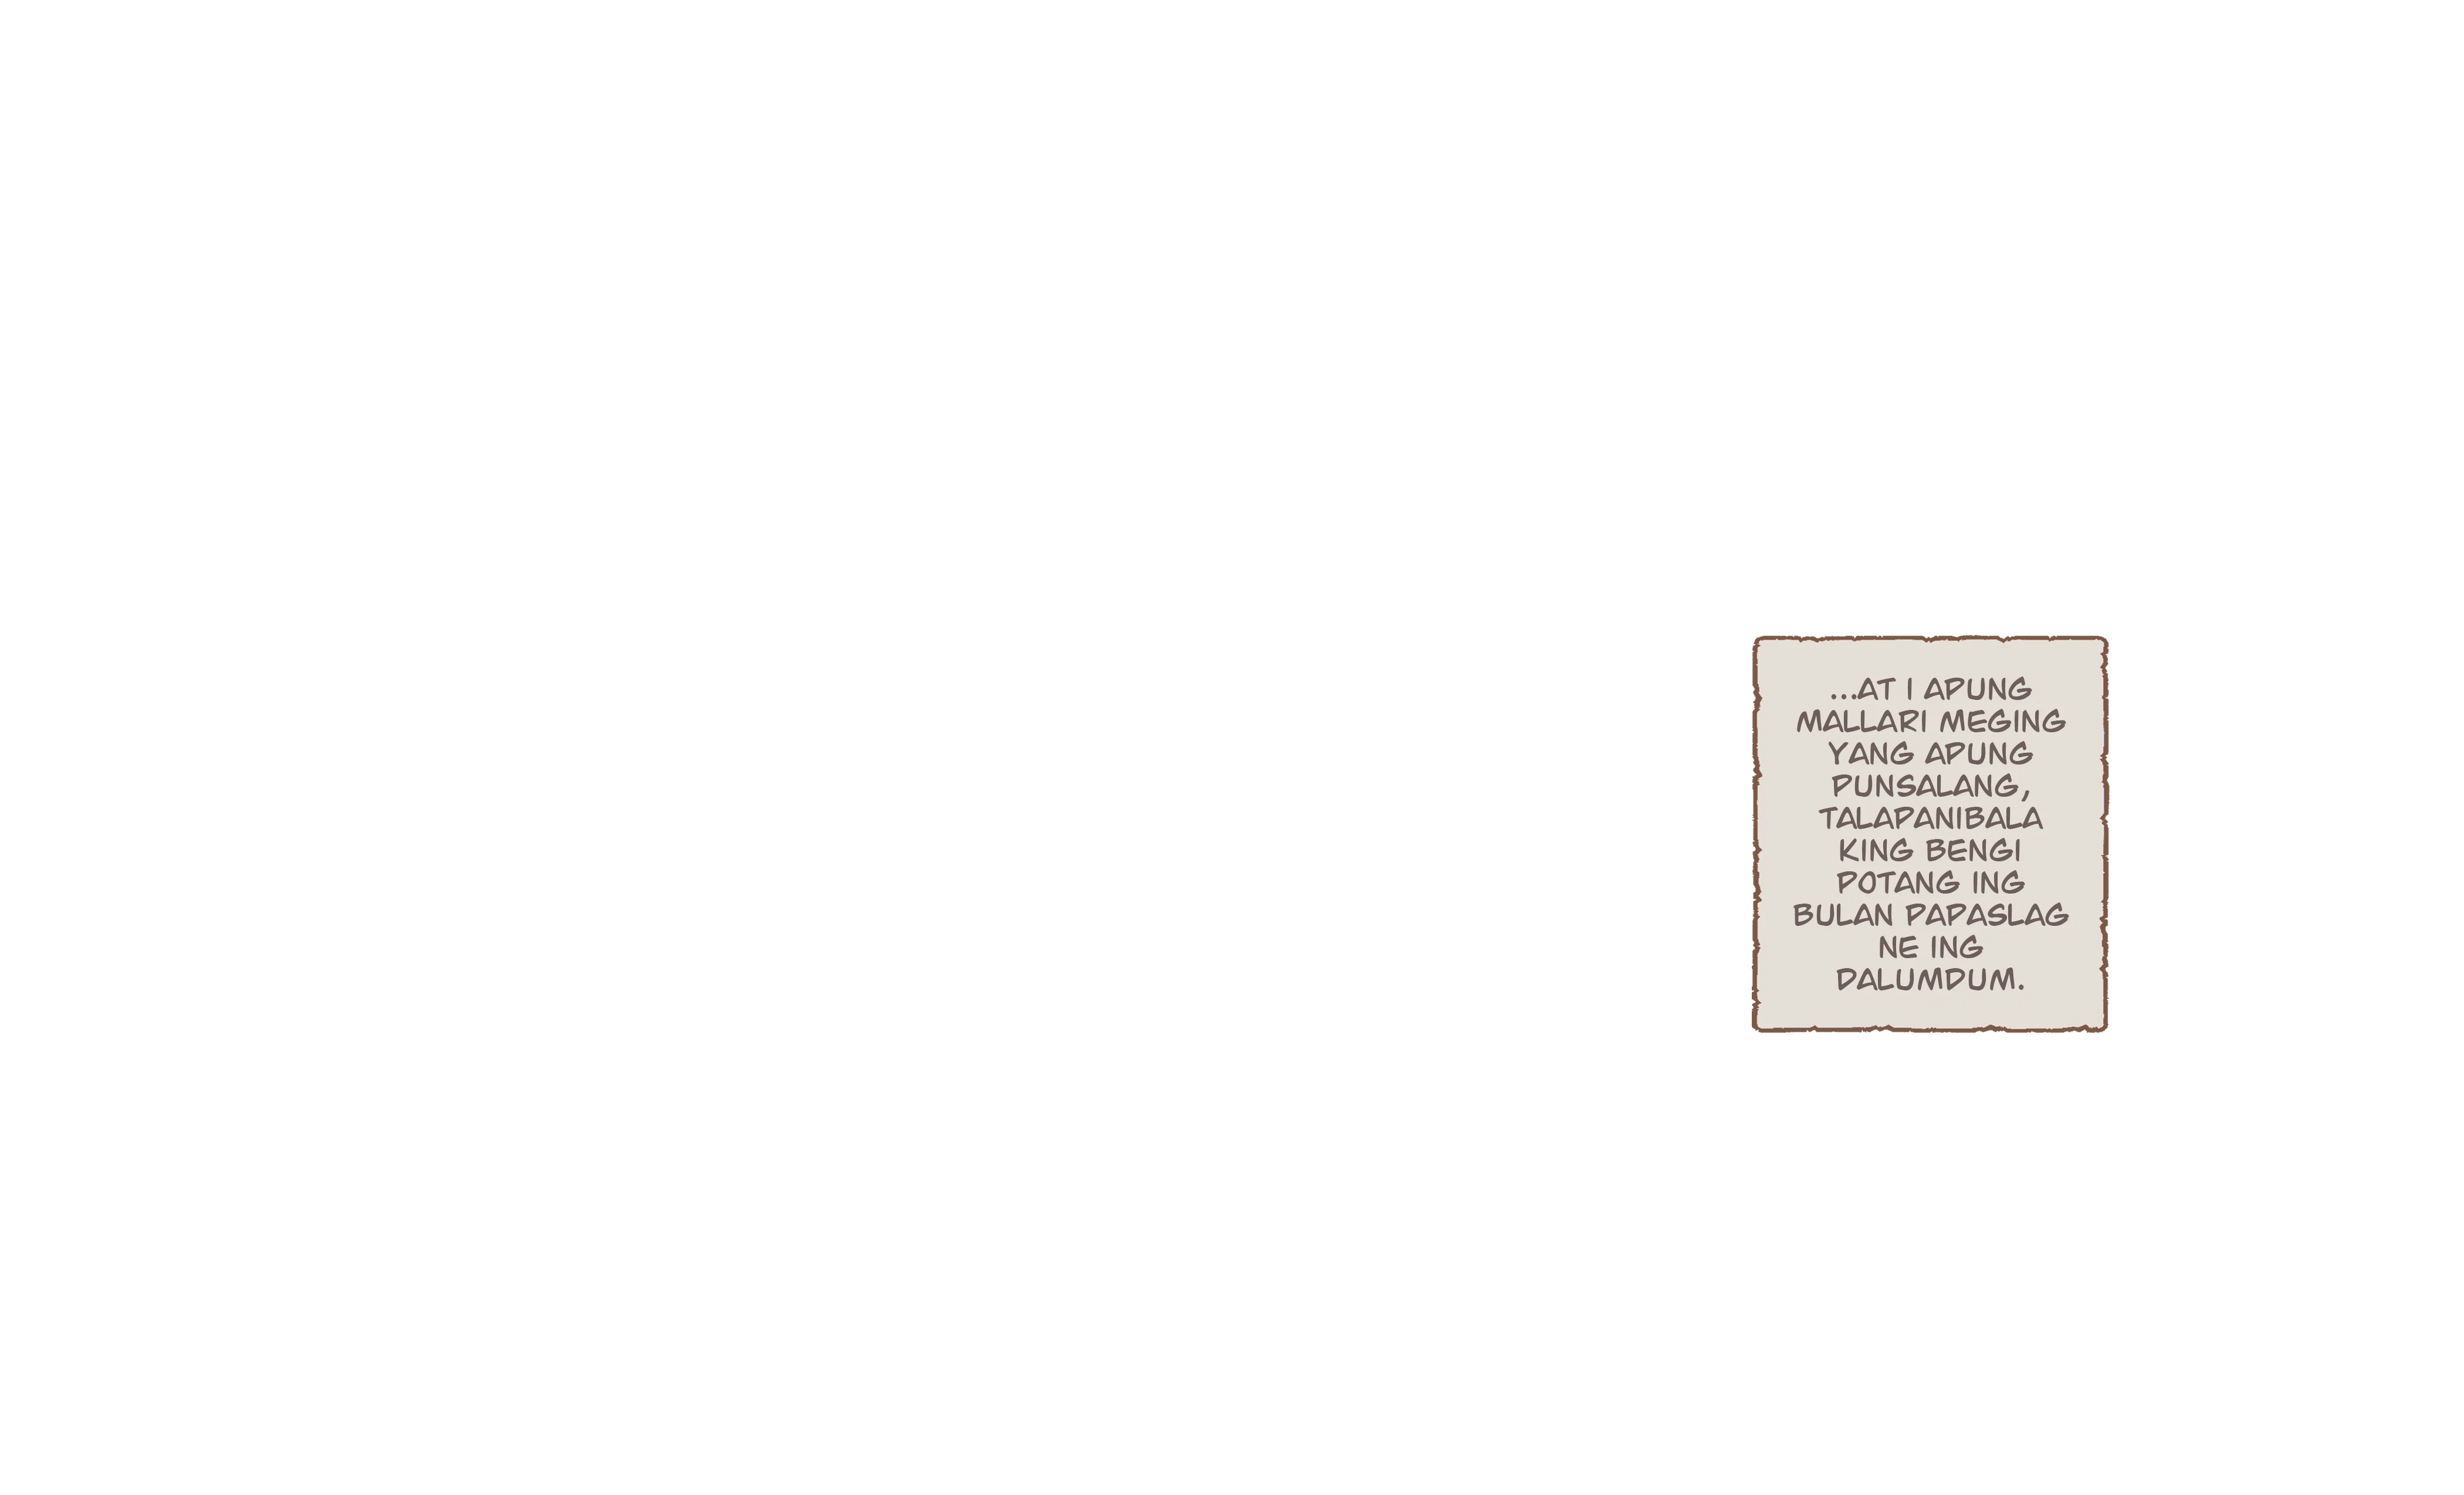 ...AT I APUNG
MALLARI MEGING
YANG APUNG
PUNSALANG,
TALAPANIBALA
KING BENGI
POTANG ING
BULAN PAPASLAG
NE ING
DALUMDUM.